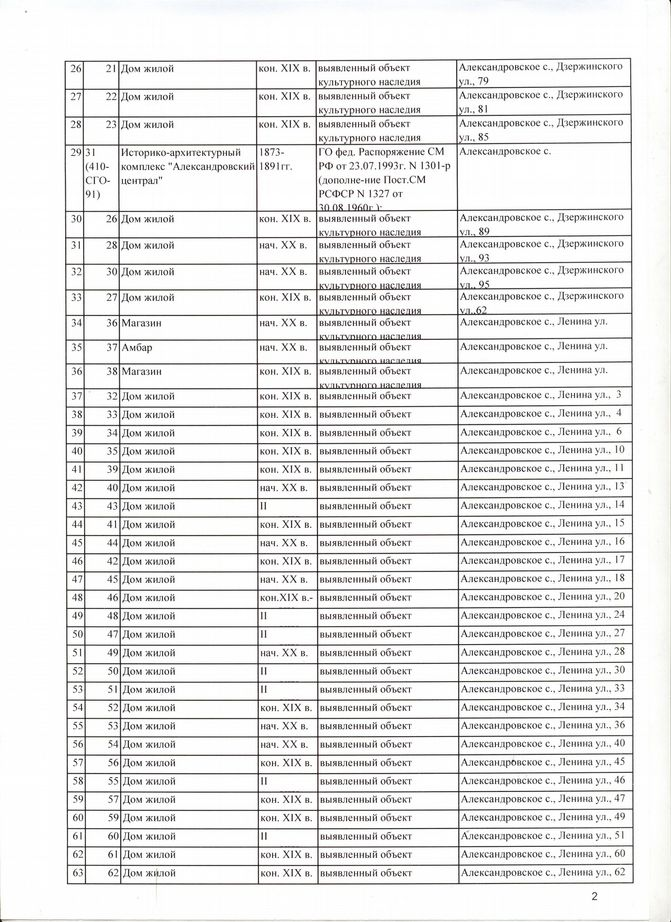 26 21 Дом жилой кон. XIX в. выявленный объект Александровское с., Дзержинского
культурного наследия ул., 79
27 22 Дом жилой кон. XIX в. выявленный объект Александровское с., Дзержинского
культурного наследия ул., 81
28 23 Дом жилой кон. XIX в. выявленный объект Александровское с., Дзержинского
культурного наследия ул., 85
29 31 Историко-архитектурный 1873- ГО фед. Распоряжение СМ Александровское с.
(410- комплекс "Александровский 1891гг. РФ от 23.07.1993г. N 1301-р
СГО- централ" (дополне-ние Пост.СМ
91) РСФСР N 1327 от
30.08.1960г.);
30 26 Дом жилой кон. XIX в. выявленный объект Александровское с., Дзержинского
культурного наследия ул., 89
31 28 Дом жилой нач. XX в. выявленный объект Александровское с., Дзержинского
культурного наследия ул., 93
32 30 Дом жилой нач. XX в. выявленный объект Александровское с., Дзержинского
культурного наследия ул., 95
33 27 Дом жилой кон. XIX в. выявленный объект Александровское с., Дзержинского
культурного наследия ул.,62
34 36 Магазин нач. XX в. выявленный объект Александровское с., Ленина ул.
культурного наследия
35 37 Амбар нач. XX в. выявленный объект Александровское с., Ленина ул.
культурного наследия
36 38 Магазин кон. XIX в. выявленный объект Александровское с., Ленина ул.
культурного наследия
37 32 Дом жилой кон. XIX в. выявленный объект Александровское с., Ленина ул., 3
38 33 Дом жилой кон. XIX в. выявленный объект Александровское с., Ленина ул., 4
39 34 Дом жилой кон. XIX в. выявленный объект Александровское с., Ленина ул., 6
40 35 Дом жилой кон. XIX в. выявленный объект Александровское с., Ленина ул., 10
41 39 Дом жилой кон. XIX в. выявленный объект Александровское с., Ленина ул., 11
42 40 Дом жилой нач. XX в. выявленный объект Александровское с., Ленина ул., 13
43 43 Дом жилой II выявленный объект Александровское с., Ленина ул., 14
44 41 Дом жилой кон. XIX в. выявленный объект Александровское с., Ленина ул., 15
45 44 Дом жилой нач. XX в. выявленный объект Александровское с., Ленина ул., 16
46 42 Дом жилой кон. XIX в. выявленный объект Александровское с., Ленина ул., 17
47 45 Дом жилой нач. XX в. выявленный объект Александровское с., Ленина ул., 18
48 46 Дом жилой кон.XIX в.- выявленный объект Александровское с., Ленина ул., 20
49 48 Дом жилой II выявленный объект Александровское с., Ленина ул., 24
50 47 Дом жилой II выявленный объект Александровское с., Ленина ул., 27
51 49 Дом жилой нач. XX в. выявленный объект Александровское с., Ленина ул., 28
52 50 Дом жилой II выявленный объект Александровское с., Ленина ул., 30
53 51 Дом жилой II выявленный объект Александровское с., Ленина ул., 33
54 52 Дом жилой кон. XIX в. выявленный объект Александровское с., Ленина ул., 34
55 53 Дом жилой нач. XX в. выявленный объект Александровское с., Ленина ул., 36
56 54 Дом жилой нач. XX в. выявленный объект Александровское с., Ленина ул., 40
57 56 Дом жилой кон. XIX в. выявленный объект Александровское с., Ленина ул., 45
58 55 Дом жилой II выявленный объект Александровское с., Ленина ул., 46
59 57 Дом жилой кон. XIX в. выявленный объект Александровское с., Ленина ул., 47
60 59 Дом жилой кон. XIX в. выявленный объект Александровское с., Ленина ул., 49
61 60 Дом жилой II выявленный объект Александровское с., Ленина ул., 51
62 61 Дом жилой кон. XIX в. выявленный объект Александровское с., Ленина ул., 60
63 62 Дом жилой кон. XIX в. выявленный объект Александровское с., Ленина ул., 62
2